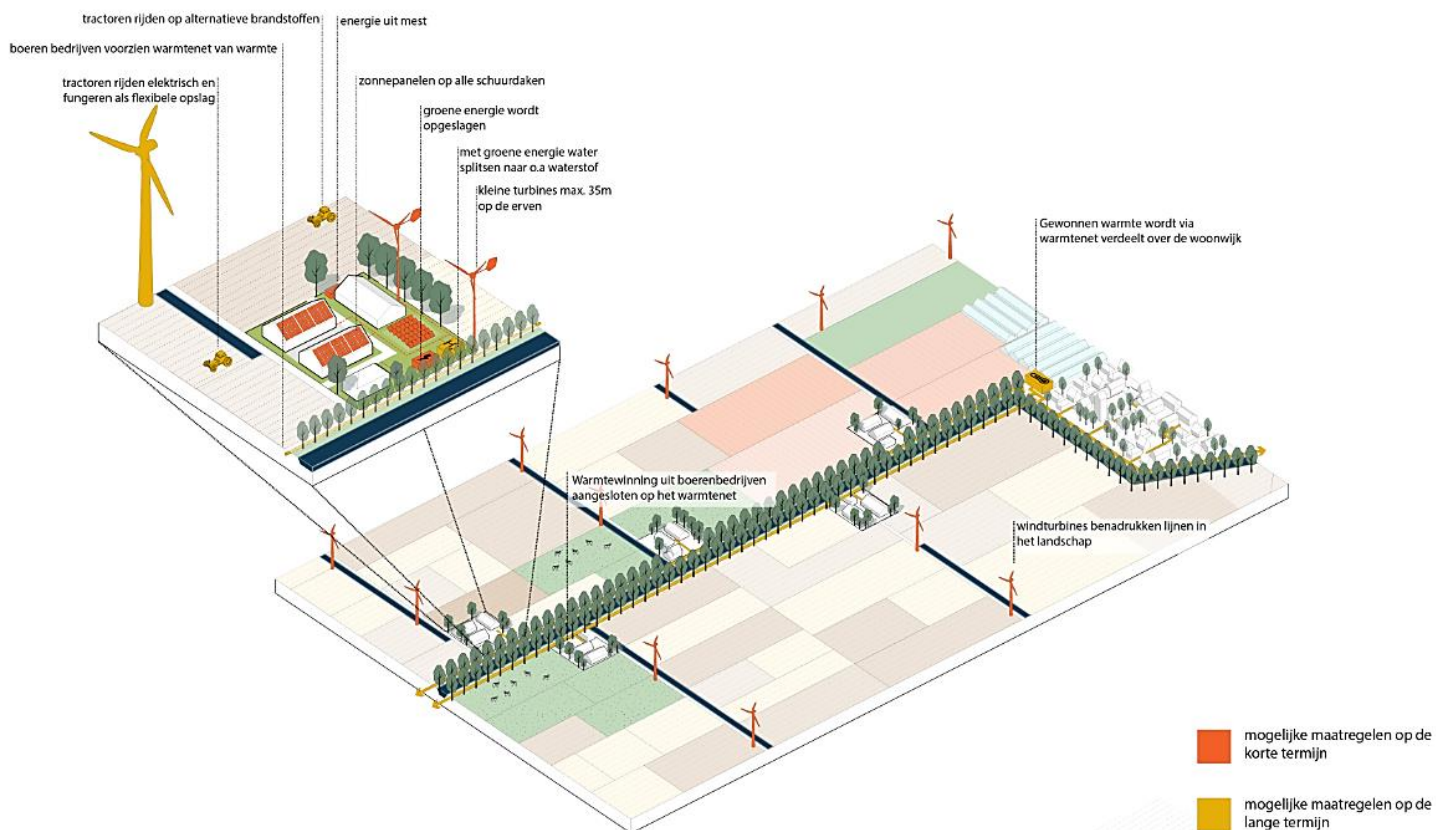 tractoren rijden op alternatieve brandstoffen
energie uit mest
boeren bedrijven voorzien warmtenet van warmte
tractoren rijden elektrisch en
fungeren als flexibele opslag
zonnepanelen op alle schuurdaken
groene energie wordt
opgeslagen
met groene energie water
splitsen naar o.a waterstof
kleine turbines max. 35m
op de erven
Gewonnen warmte wordt via
warmtenet verdeelt over de woonwijk
Warmtewinning uit boerenbedrijven
aangesloten op het warmtenet
windturbines benadrukken lijnen in
het landschap
mogelijke maatregelen op de
korte termijn
mogelijke maatregelen op de
lange termijn